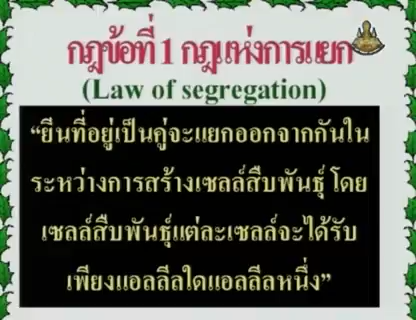 กฎข้อที่ 1 กฎแห่งการแยก
(Law of segregation)
“ยีนที่อยู่เป็นคู่จะแยกออกจากกันใน
ระหว่างการสร้างเซลล์สืบพันธุ์ โดย
เซลล์สืบพันธุ์แต่ละเซลล์จะได้รับ
เพียงแอลลีลใดแอลลีลหนึ่ง”